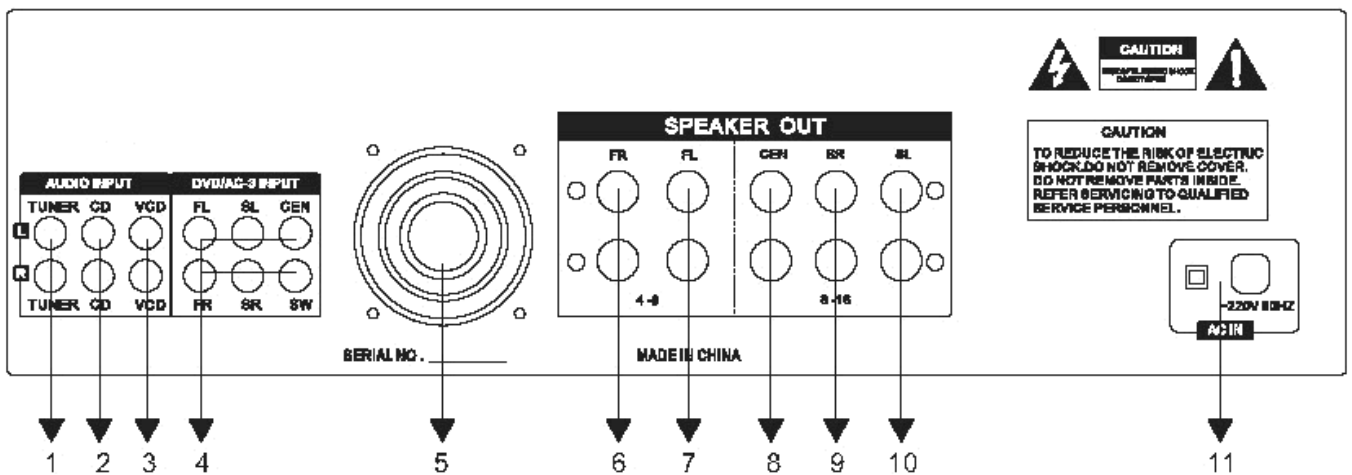 CAUTION
SPEAKER OUT
FR FL CEN SR SL
CAUTION
TO REDUCE THE RISK OF ELECTRIC
SHOCK.DO NOT REMOVE COVER.
DO NOT REMOVE PARTS INSIDE.
REFER SERVICING TO QUALIFIED
SERVICE PERSONNEL.
AUDIO INPUT DVD/AC-3 INPUT
TUNER CD VCD FL SL CEN
L
R
TUNER CD VCD FR SR SW
4-8 8-16
~220V 50HZ
AC IN
SERIAL NO.
MADE IN CHINA
1 2 3 4 5 6 7 8 9 10 11